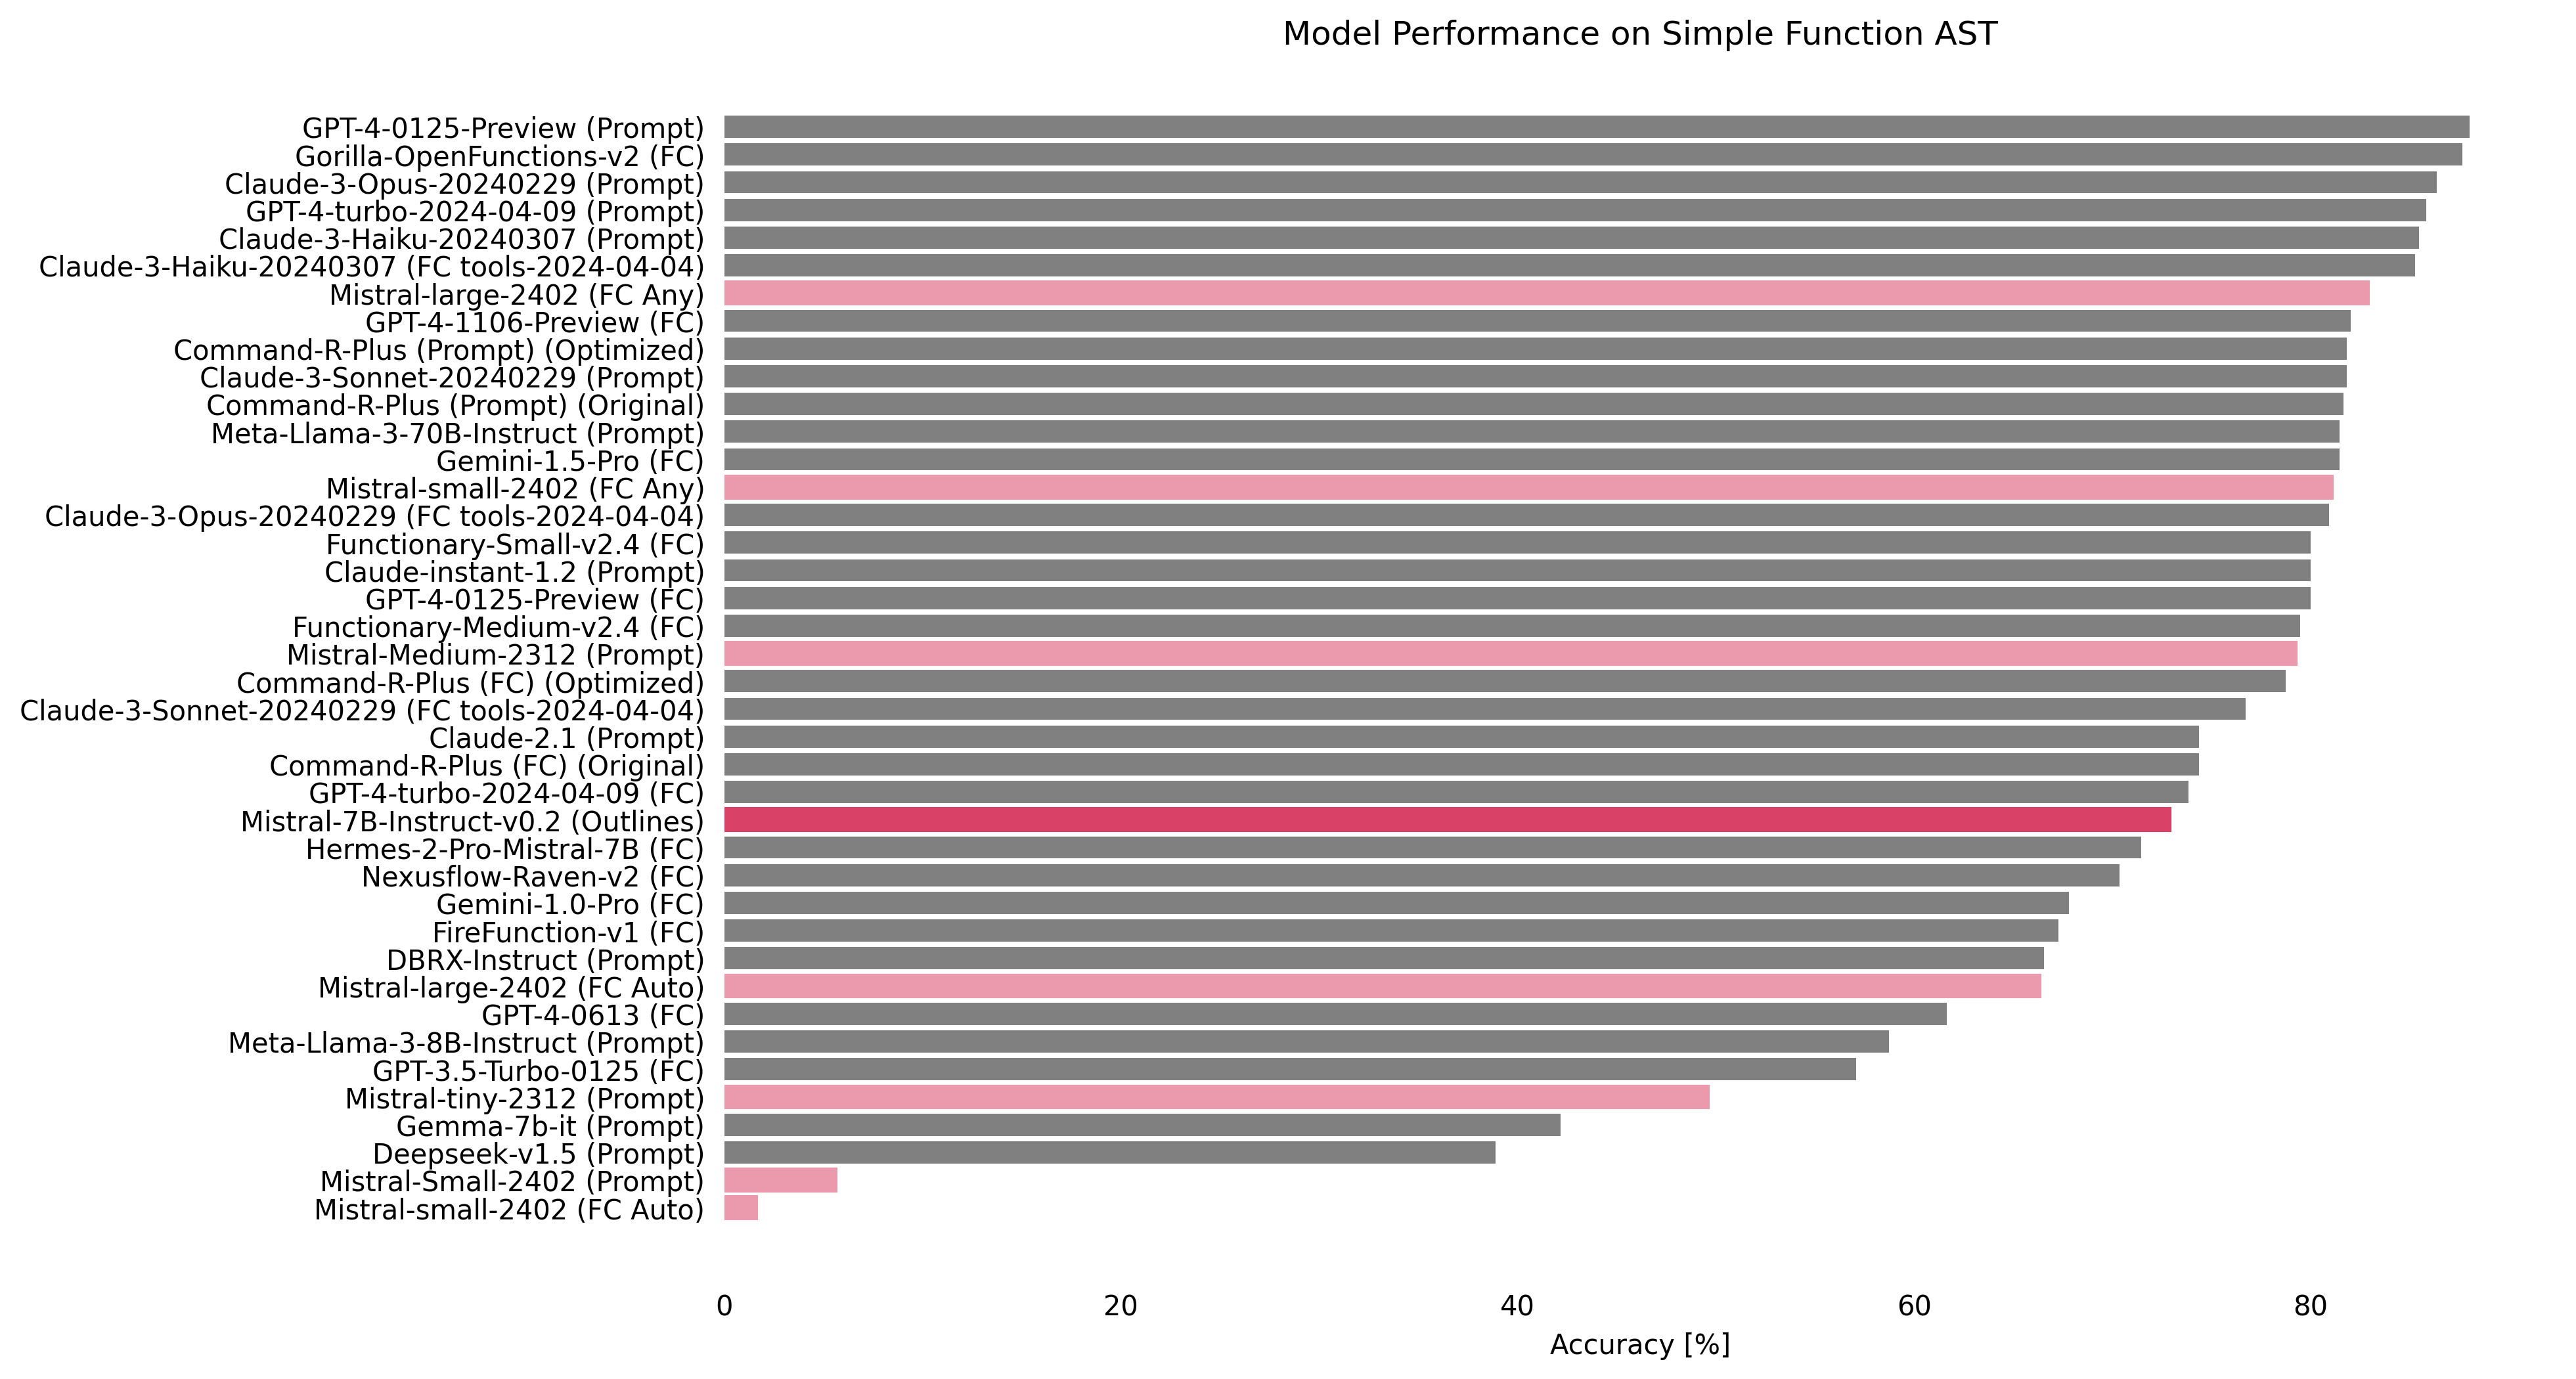 Model Performance on Simple Function AST
GPT-4-0125-Preview (Prompt)
Gorilla-OpenFunctions-v2 (FC)
Claude-3-Opus-20240229 (Prompt)
GPT-4-turbo-2024-04-09 (Prompt)
Claude-3-Haiku-20240307 (Prompt)
Claude-3-Haiku-20240307 (FC tools-2024-04-04)
Mistral-large-2402 (FC Any)
GPT-4-1106-Preview (FC)
Command-R-Plus (Prompt) (Optimized)
Claude-3-Sonnet-20240229 (Prompt)
Command-R-Plus (Prompt) (Original)
Meta-Llama-3-70B-Instruct (Prompt)
Gemini-1.5-Pro (FC)
Mistral-small-2402 (FC Any)
Claude-3-Opus-20240229 (FC tools-2024-04-04)
Functionary-Small-v2.4 (FC)
Claude-instant-1.2 (Prompt)
GPT-4-0125-Preview (FC)
Functionary-Medium-v2.4 (FC)
Mistral-Medium-2312 (Prompt)
Command-R-Plus (FC) (Optimized)
Claude-3-Sonnet-20240229 (FC tools-2024-04-04)
Claude-2.1 (Prompt)
Command-R-Plus (FC) (Original)
GPT-4-turbo-2024-04-09 (FC)
Mistral-7B-Instruct-v0.2 (Outlines)
Hermes-2-Pro-Mistral-7B (FC)
Nexusflow-Raven-v2 (FC)
Gemini-1.0-Pro (FC)
FireFunction-v1 (FC)
DBRX-Instruct (Prompt)
Mistral-large-2402 (FC Auto)
GPT-4-0613 (FC)
Meta-Llama-3-8B-Instruct (Prompt)
GPT-3.5-Turbo-0125 (FC)
Mistral-tiny-2312 (Prompt)
Gemma-7b-it (Prompt)
Deepseek-v1.5 (Prompt)
Mistral-Small-2402 (Prompt)
Mistral-small-2402 (FC Auto)
0 20 40 60 80
Accuracy [%]